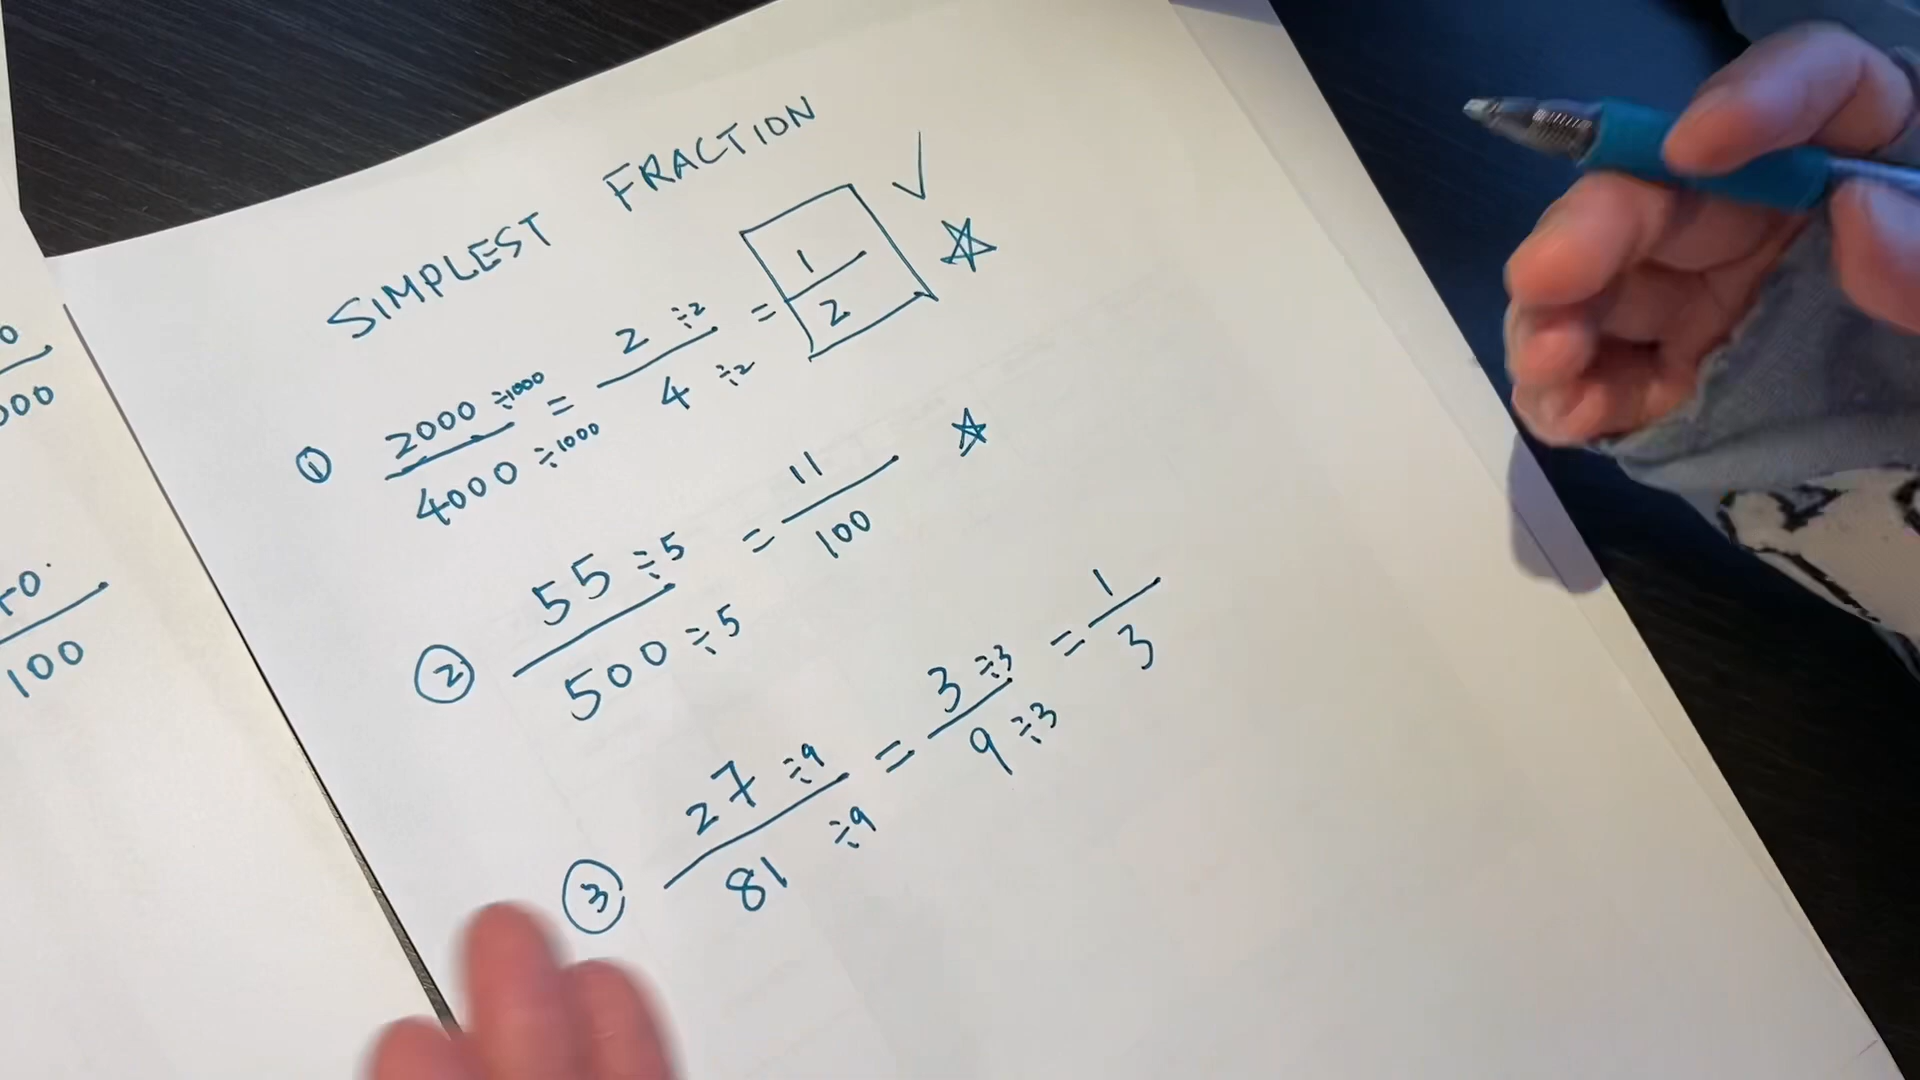 SIMPLEST FRACTION
① 2000 ÷1000 / 4000 ÷1000 = 2 ÷2 / 4 ÷2 = 1 / 2 ✓ ☆
② 55 ÷5 / 500 ÷5 = 11 / 100 ☆
③ 27 ÷9 / 81 ÷9 = 3 ÷3 / 9 ÷3 = 1 / 3
100